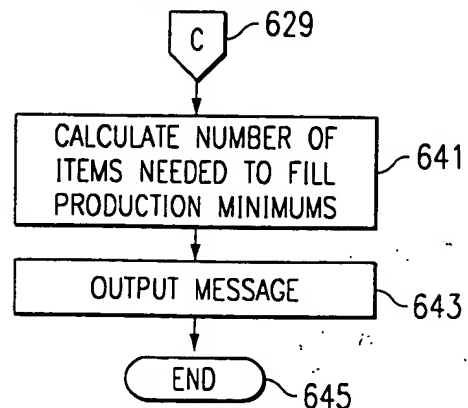 C
629
CALCULATE NUMBER OF
ITEMS NEEDED TO FILL
PRODUCTION MINIMUMS
641
OUTPUT MESSAGE
643
END
645